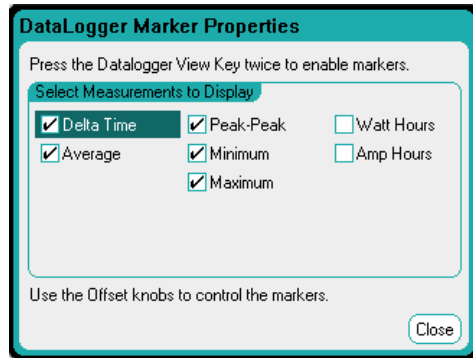 DataLogger Marker Properties
Press the Datalogger View Key twice to enable markers.
Select Measurements to Display
Delta Time Peak-Peak Watt Hours
Average Minimum Amp Hours
Maximum
Use the Offset knobs to control the markers.
Close